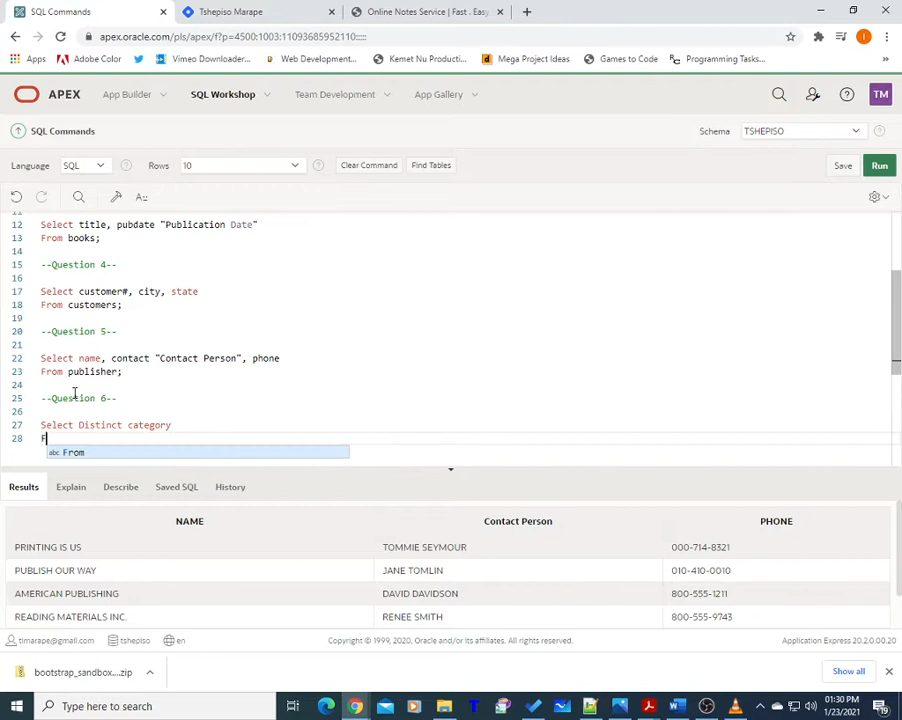 SQL Commands
Tshepiso Marape
Online Notes Service | Fast . Easy
apex.oracle.com/pls/apex/f?p=4500:1003:11093685952110:::::
Apps
Adobe Color
Vimeo Downloader...
Web Development...
Kemet Nu Producti...
Mega Project Ideas
Games to Code
Programming Task...
APEX
App Builder
SQL Workshop
Team Development
App Gallery
TM
SQL Commands
Schema
TSHEPISO
Language
SQL
Rows
10
Clear Command
Find Tables
Save
Run
A..
11
12 Select title, pubdate "Publication Date"
13 From books;
14
15 --Question 4--
16
17 Select customer#, city, state
18 From customers;
19
20 --Question 5--
21
22 Select name, contact "Contact Person", phone
23 From publisher;
24
25 --Question 6--
26
27 Select Distinct category
28 F
abc From
Results
Explain
Describe
Saved SQL
History
NAME Contact Person PHONE
PRINTING IS US TOMMIE SEYMOUR 000-714-8321
PUBLISH OUR WAY JANE TOMLIN 010-410-0010
AMERICAN PUBLISHING DAVID DAVIDSON 800-555-1211
READING MATERIALS INC. RENEE SMITH 800-555-9743
timarape@gmail.com
tshepiso
en
Copyright © 1999, 2020, Oracle and/or its affiliates. All rights reserved.
Application Express 20.2.0.00.20
bootstrap_sandbox....zip
Show all
Type here to search
01:30 PM
1/23/2021
19